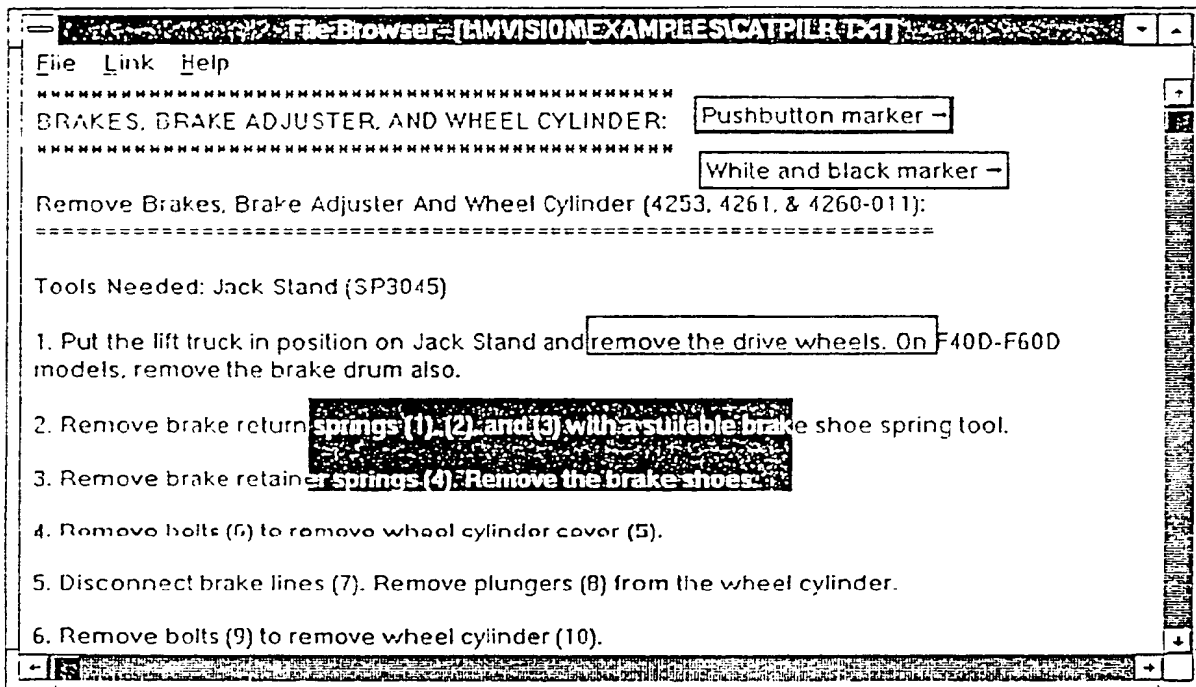 File Browser - [HMVISION\EXAMPLES\CATPILR.TXT]
File Link Help
************************************************
BRAKES, BRAKE ADJUSTER, AND WHEEL CYLINDER:
Pushbutton marker →
************************************************
White and black marker →
Remove Brakes, Brake Adjuster And Wheel Cylinder (4253, 4261, & 4260-011):
==================================================================
Tools Needed: Jack Stand (SP3045)
1. Put the lift truck in position on Jack Stand and remove the drive wheels. On F40D-F60D
models, remove the brake drum also.
2. Remove brake return springs (1), (2), and (3) with a suitable brake shoe spring tool.
3. Remove brake retainer springs (4). Remove the brake shoes.
4. Remove bolts (6) to remove wheel cylinder cover (5).
5. Disconnect brake lines (7). Remove plungers (8) from the wheel cylinder.
6. Remove bolts (9) to remove wheel cylinder (10).